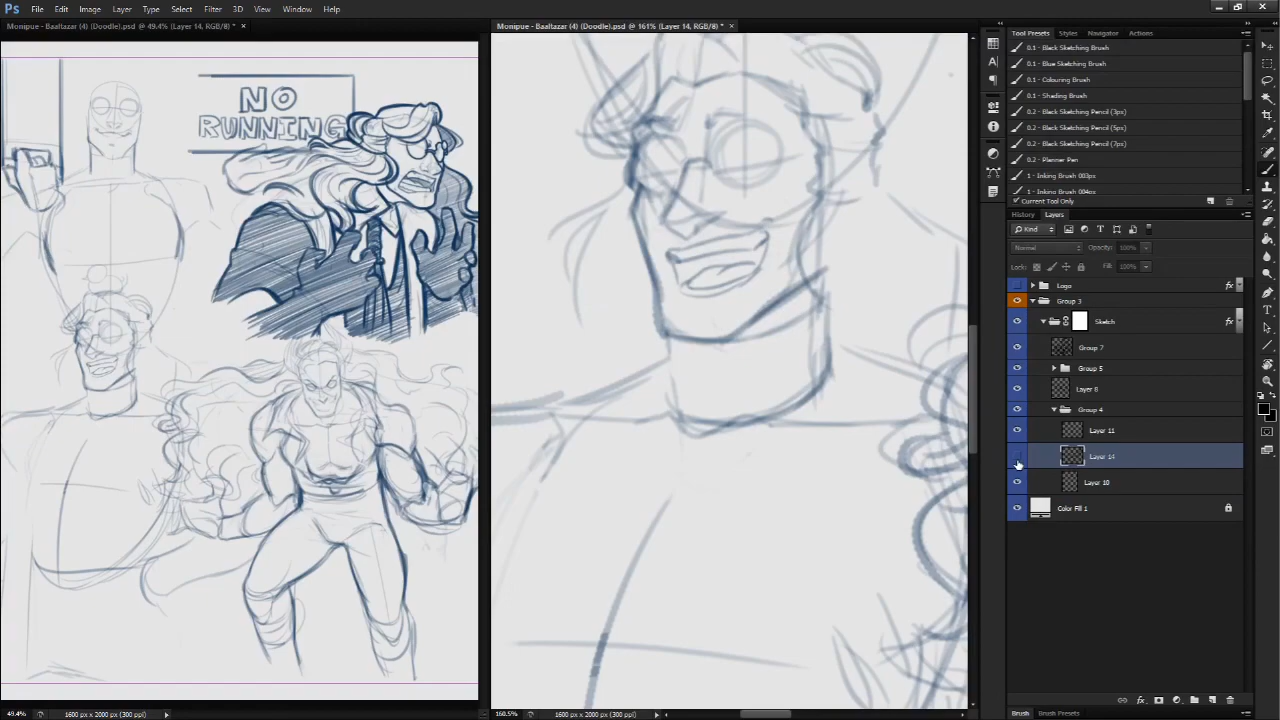 Ps File Edit Image Layer Type Select Filter 3D View Window Help
Monipue - Baaltazar (4) (Doodle).psd @ 49.4% (Layer 14, RGB/8) * ×
Monipue - Baaltazar (4) (Doodle).psd @ 161% (Layer 14, RGB/8) * ×
NO
RUNNING
Tool Presets Styles Navigator Actions
0.1 - Black Sketching Brush
0.1 - Blue Sketching Brush
0.1 - Colouring Brush
0.1 - Shading Brush
0.2 - Black Sketching Pencil (3px)
0.2 - Black Sketching Pencil (5px)
0.2 - Black Sketching Pencil (7px)
0.2 - Planner Pen
1 - Inking Brush 003px
1 - Inking Brush 004px
Current Tool Only
History Layers
Kind
Normal Opacity: 100%
Lock: Fill: 100%
Logo fx
Group 3
Sketch fx
Group 7
Group 5
Layer 8
Group 4
Layer 11
Layer 14
Layer 10
Color Fill 1
fx
Brush Brush Presets
49.4% 1600 px x 2000 px (300 ppi)
160.5% 1600 px x 2000 px (300 ppi)